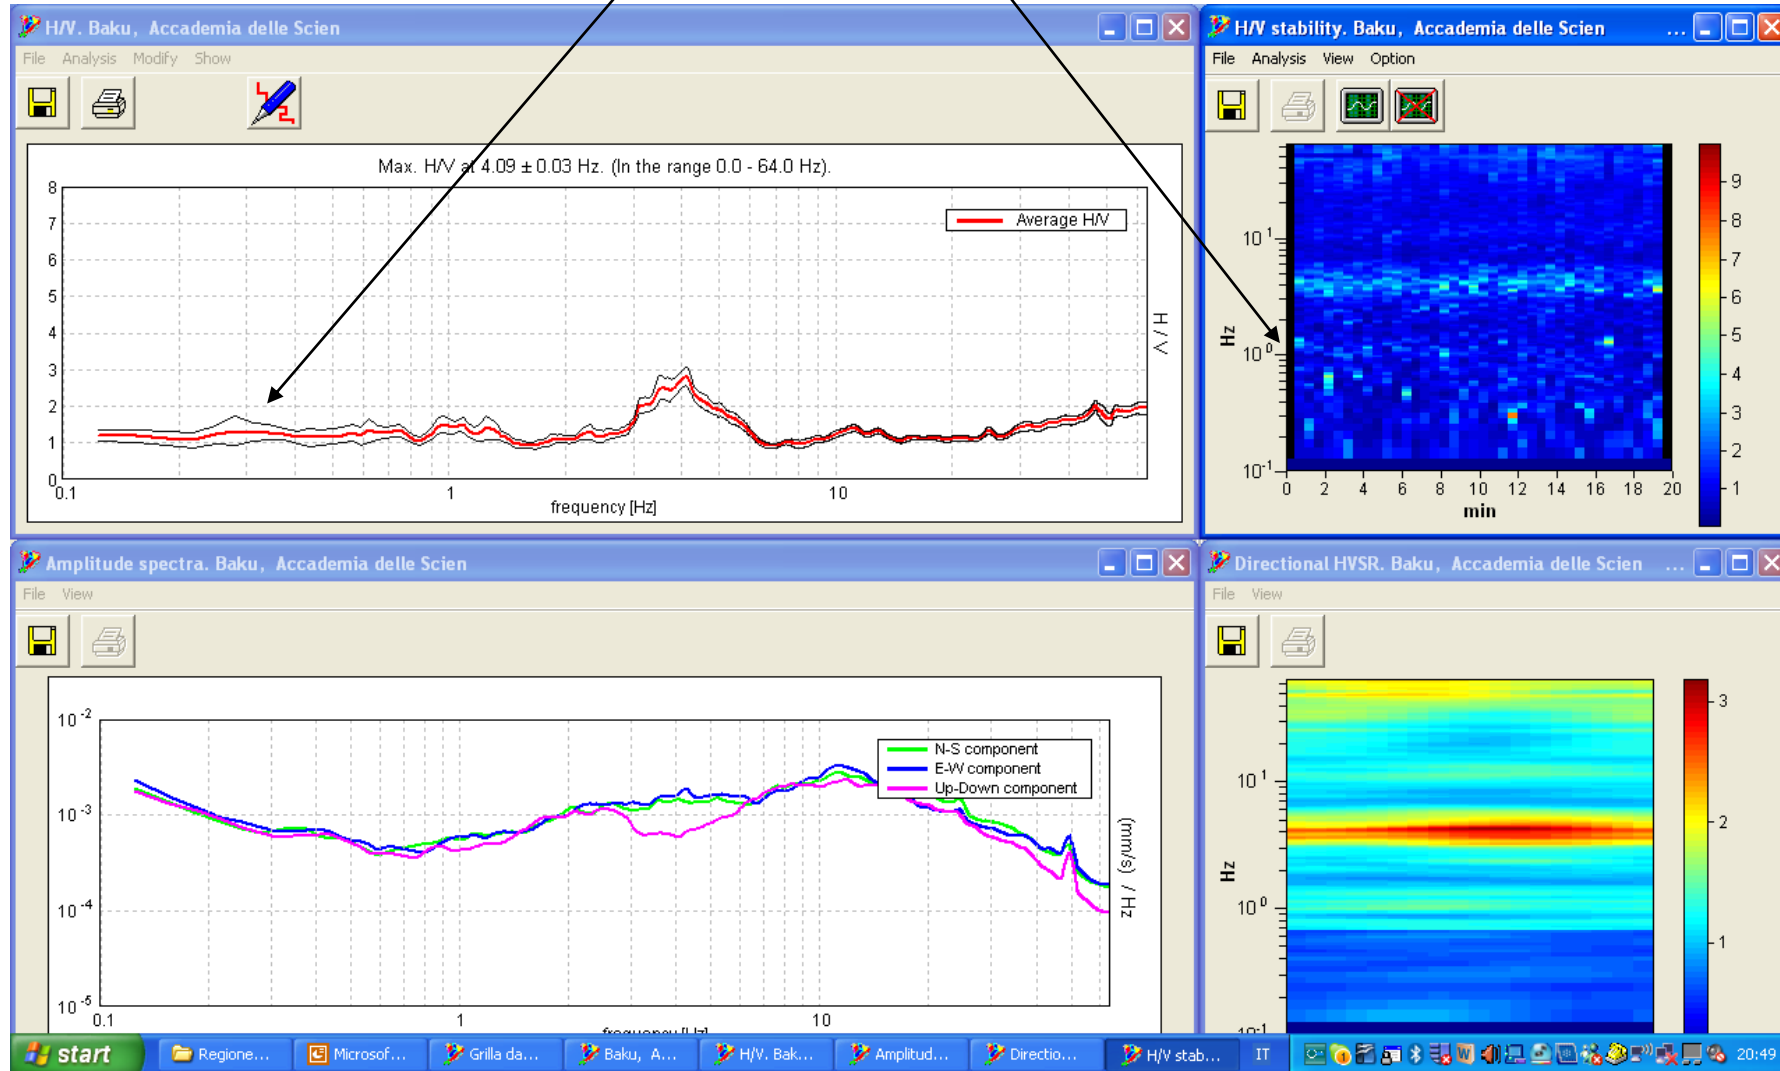 H/V. Baku, Accademia delle Scien
File Analysis Modify Show
Max. H/V at 4.09 ± 0.03 Hz. (In the range 0.0 - 64.0 Hz).
8
7
6
5
4
3
2
1
0
Average H/V
H / V
0.1 1 10
frequency [Hz]
H/V stability. Baku, Accademia delle Scien ...
File Analysis View Option
10^1
10^0
10^-1
Hz
0 2 4 6 8 10 12 14 16 18 20
min
9
8
7
6
5
4
3
2
1
Amplitude spectra. Baku, Accademia delle Scien
File View
10^-2
10^-3
10^-4
10^-5
N-S component
E-W component
Up-Down component
(mm/s) / Hz
0.1 1 10
frequency [Hz]
Directional HVSR. Baku, Accademia delle Scien ...
File View
10^1
10^0
10^-1
Hz
3
2
1
start Regione... Microsof... Grilla da... Baku, A... H/V. Bak... Amplitud... Directio... H/V stab... IT 20:49